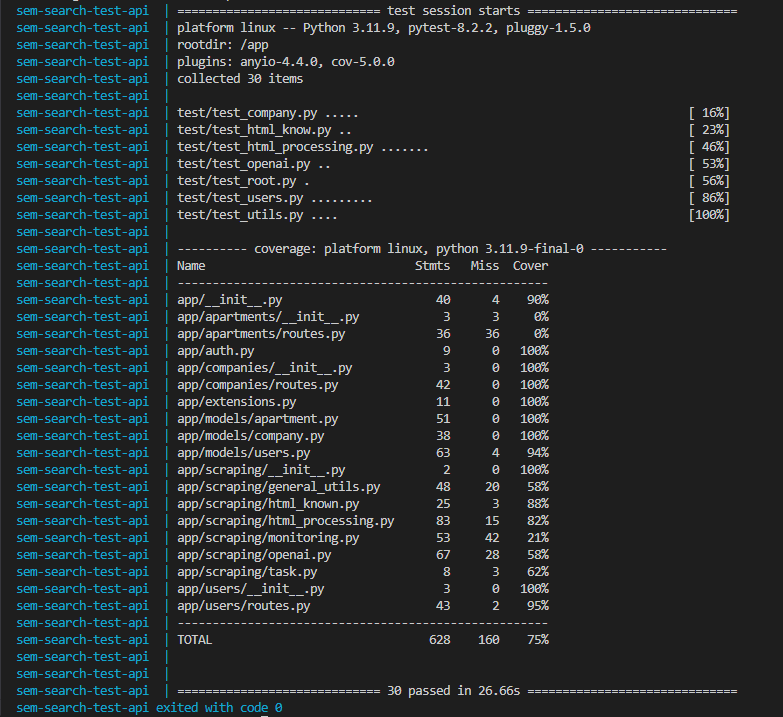 sem-search-test-api | ============================= test session starts ==============================
sem-search-test-api | platform linux -- Python 3.11.9, pytest-8.2.2, pluggy-1.5.0
sem-search-test-api | rootdir: /app
sem-search-test-api | plugins: anyio-4.4.0, cov-5.0.0
sem-search-test-api | collected 30 items
sem-search-test-api |
sem-search-test-api | test/test_company.py ..... [ 16%]
sem-search-test-api | test/test_html_know.py .. [ 23%]
sem-search-test-api | test/test_html_processing.py ....... [ 46%]
sem-search-test-api | test/test_openai.py .. [ 53%]
sem-search-test-api | test/test_root.py . [ 56%]
sem-search-test-api | test/test_users.py ......... [ 86%]
sem-search-test-api | test/test_utils.py .... [100%]
sem-search-test-api |
sem-search-test-api | ---------- coverage: platform linux, python 3.11.9-final-0 -----------
sem-search-test-api | Name Stmts Miss Cover
sem-search-test-api | -----------------------------------------------------
sem-search-test-api | app/__init__.py 40 4 90%
sem-search-test-api | app/apartments/__init__.py 3 3 0%
sem-search-test-api | app/apartments/routes.py 36 36 0%
sem-search-test-api | app/auth.py 9 0 100%
sem-search-test-api | app/companies/__init__.py 3 0 100%
sem-search-test-api | app/companies/routes.py 42 0 100%
sem-search-test-api | app/extensions.py 11 0 100%
sem-search-test-api | app/models/apartment.py 51 0 100%
sem-search-test-api | app/models/company.py 38 0 100%
sem-search-test-api | app/models/users.py 63 4 94%
sem-search-test-api | app/scraping/__init__.py 2 0 100%
sem-search-test-api | app/scraping/general_utils.py 48 20 58%
sem-search-test-api | app/scraping/html_known.py 25 3 88%
sem-search-test-api | app/scraping/html_processing.py 83 15 82%
sem-search-test-api | app/scraping/monitoring.py 53 42 21%
sem-search-test-api | app/scraping/openai.py 67 28 58%
sem-search-test-api | app/scraping/task.py 8 3 62%
sem-search-test-api | app/users/__init__.py 3 0 100%
sem-search-test-api | app/users/routes.py 43 2 95%
sem-search-test-api | -----------------------------------------------------
sem-search-test-api | TOTAL 628 160 75%
sem-search-test-api |
sem-search-test-api |
sem-search-test-api | ============================= 30 passed in 26.66s ==============================
sem-search-test-api exited with code 0